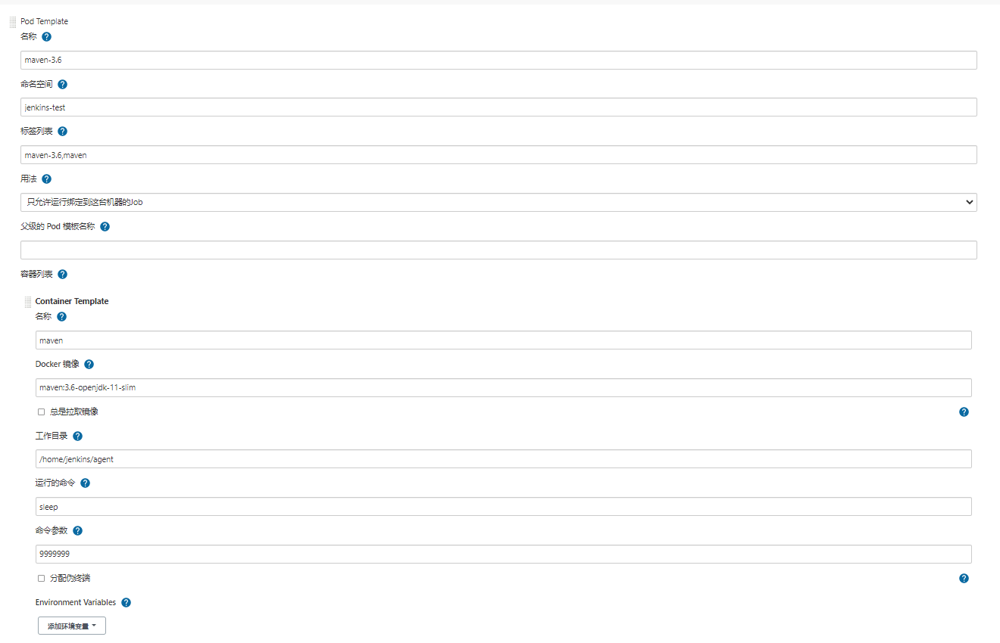 Pod Template
名称
maven-3.6
命名空间
jenkins-test
标签列表
maven-3.6,maven
用法
只允许运行绑定到这台机器的Job
父级的 Pod 模板名称
容器列表
Container Template
名称
maven
Docker 镜像
maven:3.6-openjdk-11-slim
总是拉取镜像
工作目录
/home/jenkins/agent
运行的命令
sleep
命令参数
9999999
分配伪终端
Environment Variables
添加环境变量